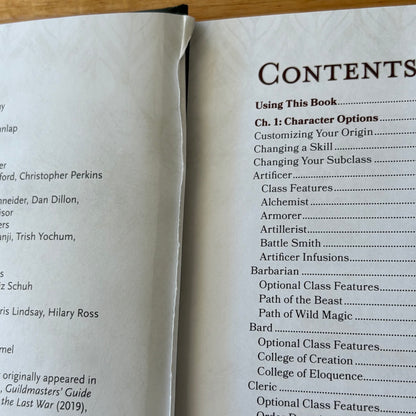 nlap
er
ford, Christopher Perkins
hneider, Dan Dillon,
isor
ers
anji, Trish Yochum,
s
iz Schuh
ris Lindsay, Hilary Ross
mel
originally appeared in
, Guildmasters' Guide
the Last War (2019),
CONTENTS
Using This Book
Ch. 1: Character Options
Customizing Your Origin
Changing a Skill
Changing Your Subclass
Artificer
Class Features
Alchemist
Armorer
Artillerist
Battle Smith
Artificer Infusions
Barbarian
Optional Class Features
Path of the Beast
Path of Wild Magic
Bard
Optional Class Features
College of Creation
College of Eloquence
Cleric
Optional Class Features